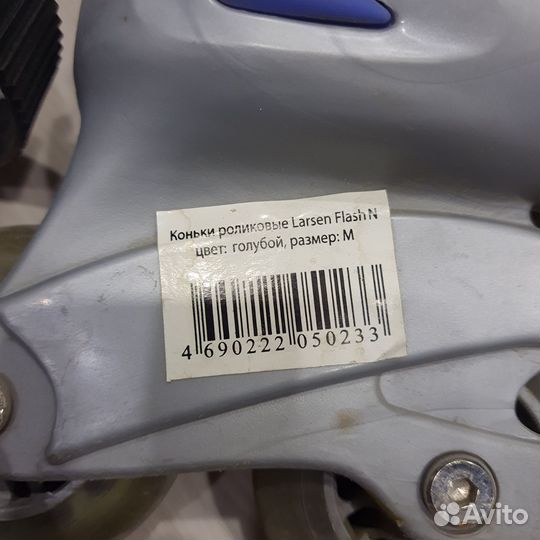 Коньки роликовые Larsen Flash N
цвет: голубой, размер: M
4 690222 050233
Avito